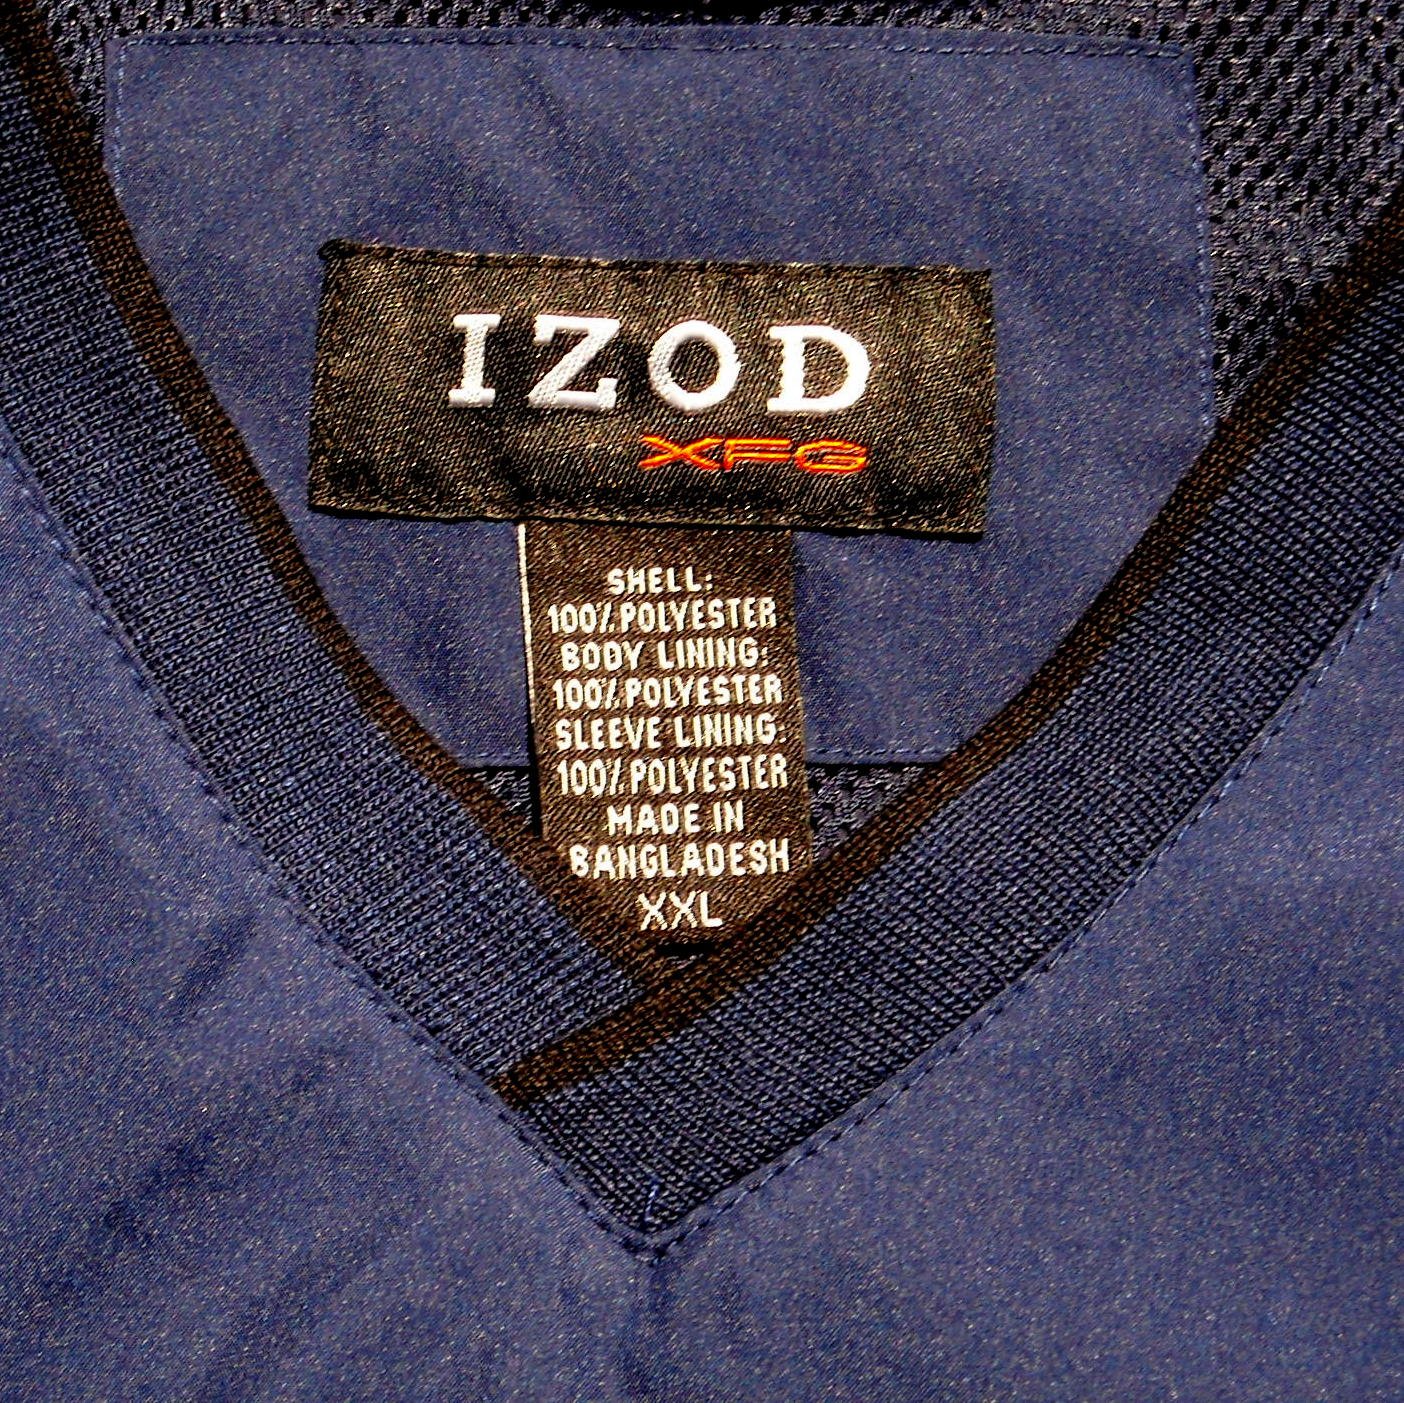 IZOD
XFG
SHELL:
100% POLYESTER
BODY LINING:
100% POLYESTER
SLEEVE LINING:
100% POLYESTER
MADE IN
BANGLADESH
XXL